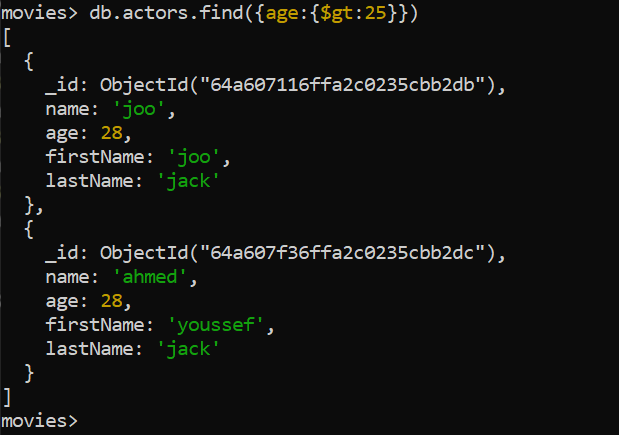 movies> db.actors.find({age:{$gt:25}})
[
  {
    _id: ObjectId("64a607116ffa2c0235cbb2db"),
    name: 'joo',
    age: 28,
    firstName: 'joo',
    lastName: 'jack'
  },
  {
    _id: ObjectId("64a607f36ffa2c0235cbb2dc"),
    name: 'ahmed',
    age: 28,
    firstName: 'youssef',
    lastName: 'jack'
  }
]
movies>